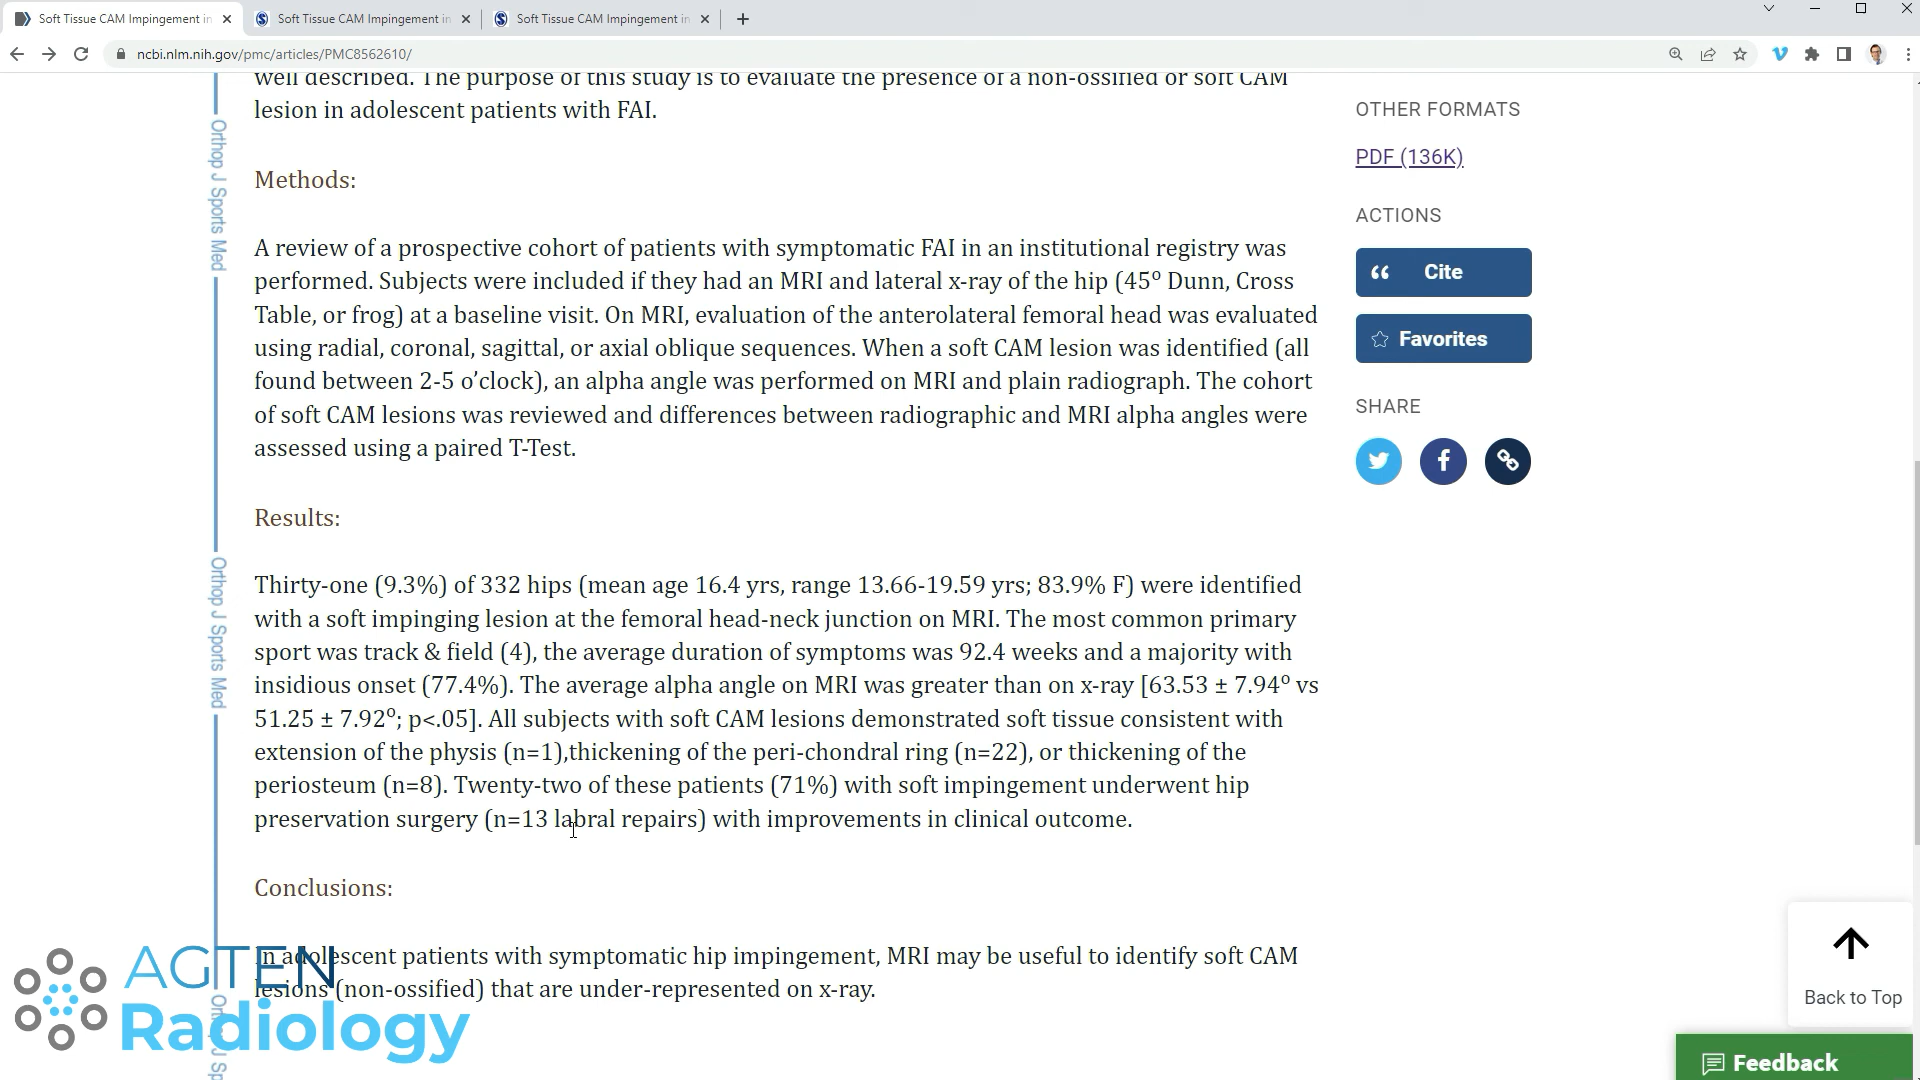 Soft Tissue CAM Impingement in
Soft Tissue CAM Impingement in
Soft Tissue CAM Impingement in
ncbi.nlm.nih.gov/pmc/articles/PMC8562610/
well described. The purpose of this study is to evaluate the presence of a non-ossified or soft CAM
lesion in adolescent patients with FAI.
Methods:
A review of a prospective cohort of patients with symptomatic FAI in an institutional registry was
performed. Subjects were included if they had an MRI and lateral x-ray of the hip (45° Dunn, Cross
Table, or frog) at a baseline visit. On MRI, evaluation of the anterolateral femoral head was evaluated
using radial, coronal, sagittal, or axial oblique sequences. When a soft CAM lesion was identified (all
found between 2-5 o’clock), an alpha angle was performed on MRI and plain radiograph. The cohort
of soft CAM lesions was reviewed and differences between radiographic and MRI alpha angles were
assessed using a paired T-Test.
Results:
Thirty-one (9.3%) of 332 hips (mean age 16.4 yrs, range 13.66-19.59 yrs; 83.9% F) were identified
with a soft impinging lesion at the femoral head-neck junction on MRI. The most common primary
sport was track & field (4), the average duration of symptoms was 92.4 weeks and a majority with
insidious onset (77.4%). The average alpha angle on MRI was greater than on x-ray [63.53 ± 7.94° vs
51.25 ± 7.92°; p<.05]. All subjects with soft CAM lesions demonstrated soft tissue consistent with
extension of the physis (n=1),thickening of the peri-chondral ring (n=22), or thickening of the
periosteum (n=8). Twenty-two of these patients (71%) with soft impingement underwent hip
preservation surgery (n=13 labral repairs) with improvements in clinical outcome.
Conclusions:
In adolescent patients with symptomatic hip impingement, MRI may be useful to identify soft CAM
lesions (non-ossified) that are under-represented on x-ray.
Orthop J Sports Med
Orthop J Sports Med
OTHER FORMATS
PDF (136K)
ACTIONS
Cite
Favorites
SHARE
Back to Top
Feedback
AGTEN
Radiology